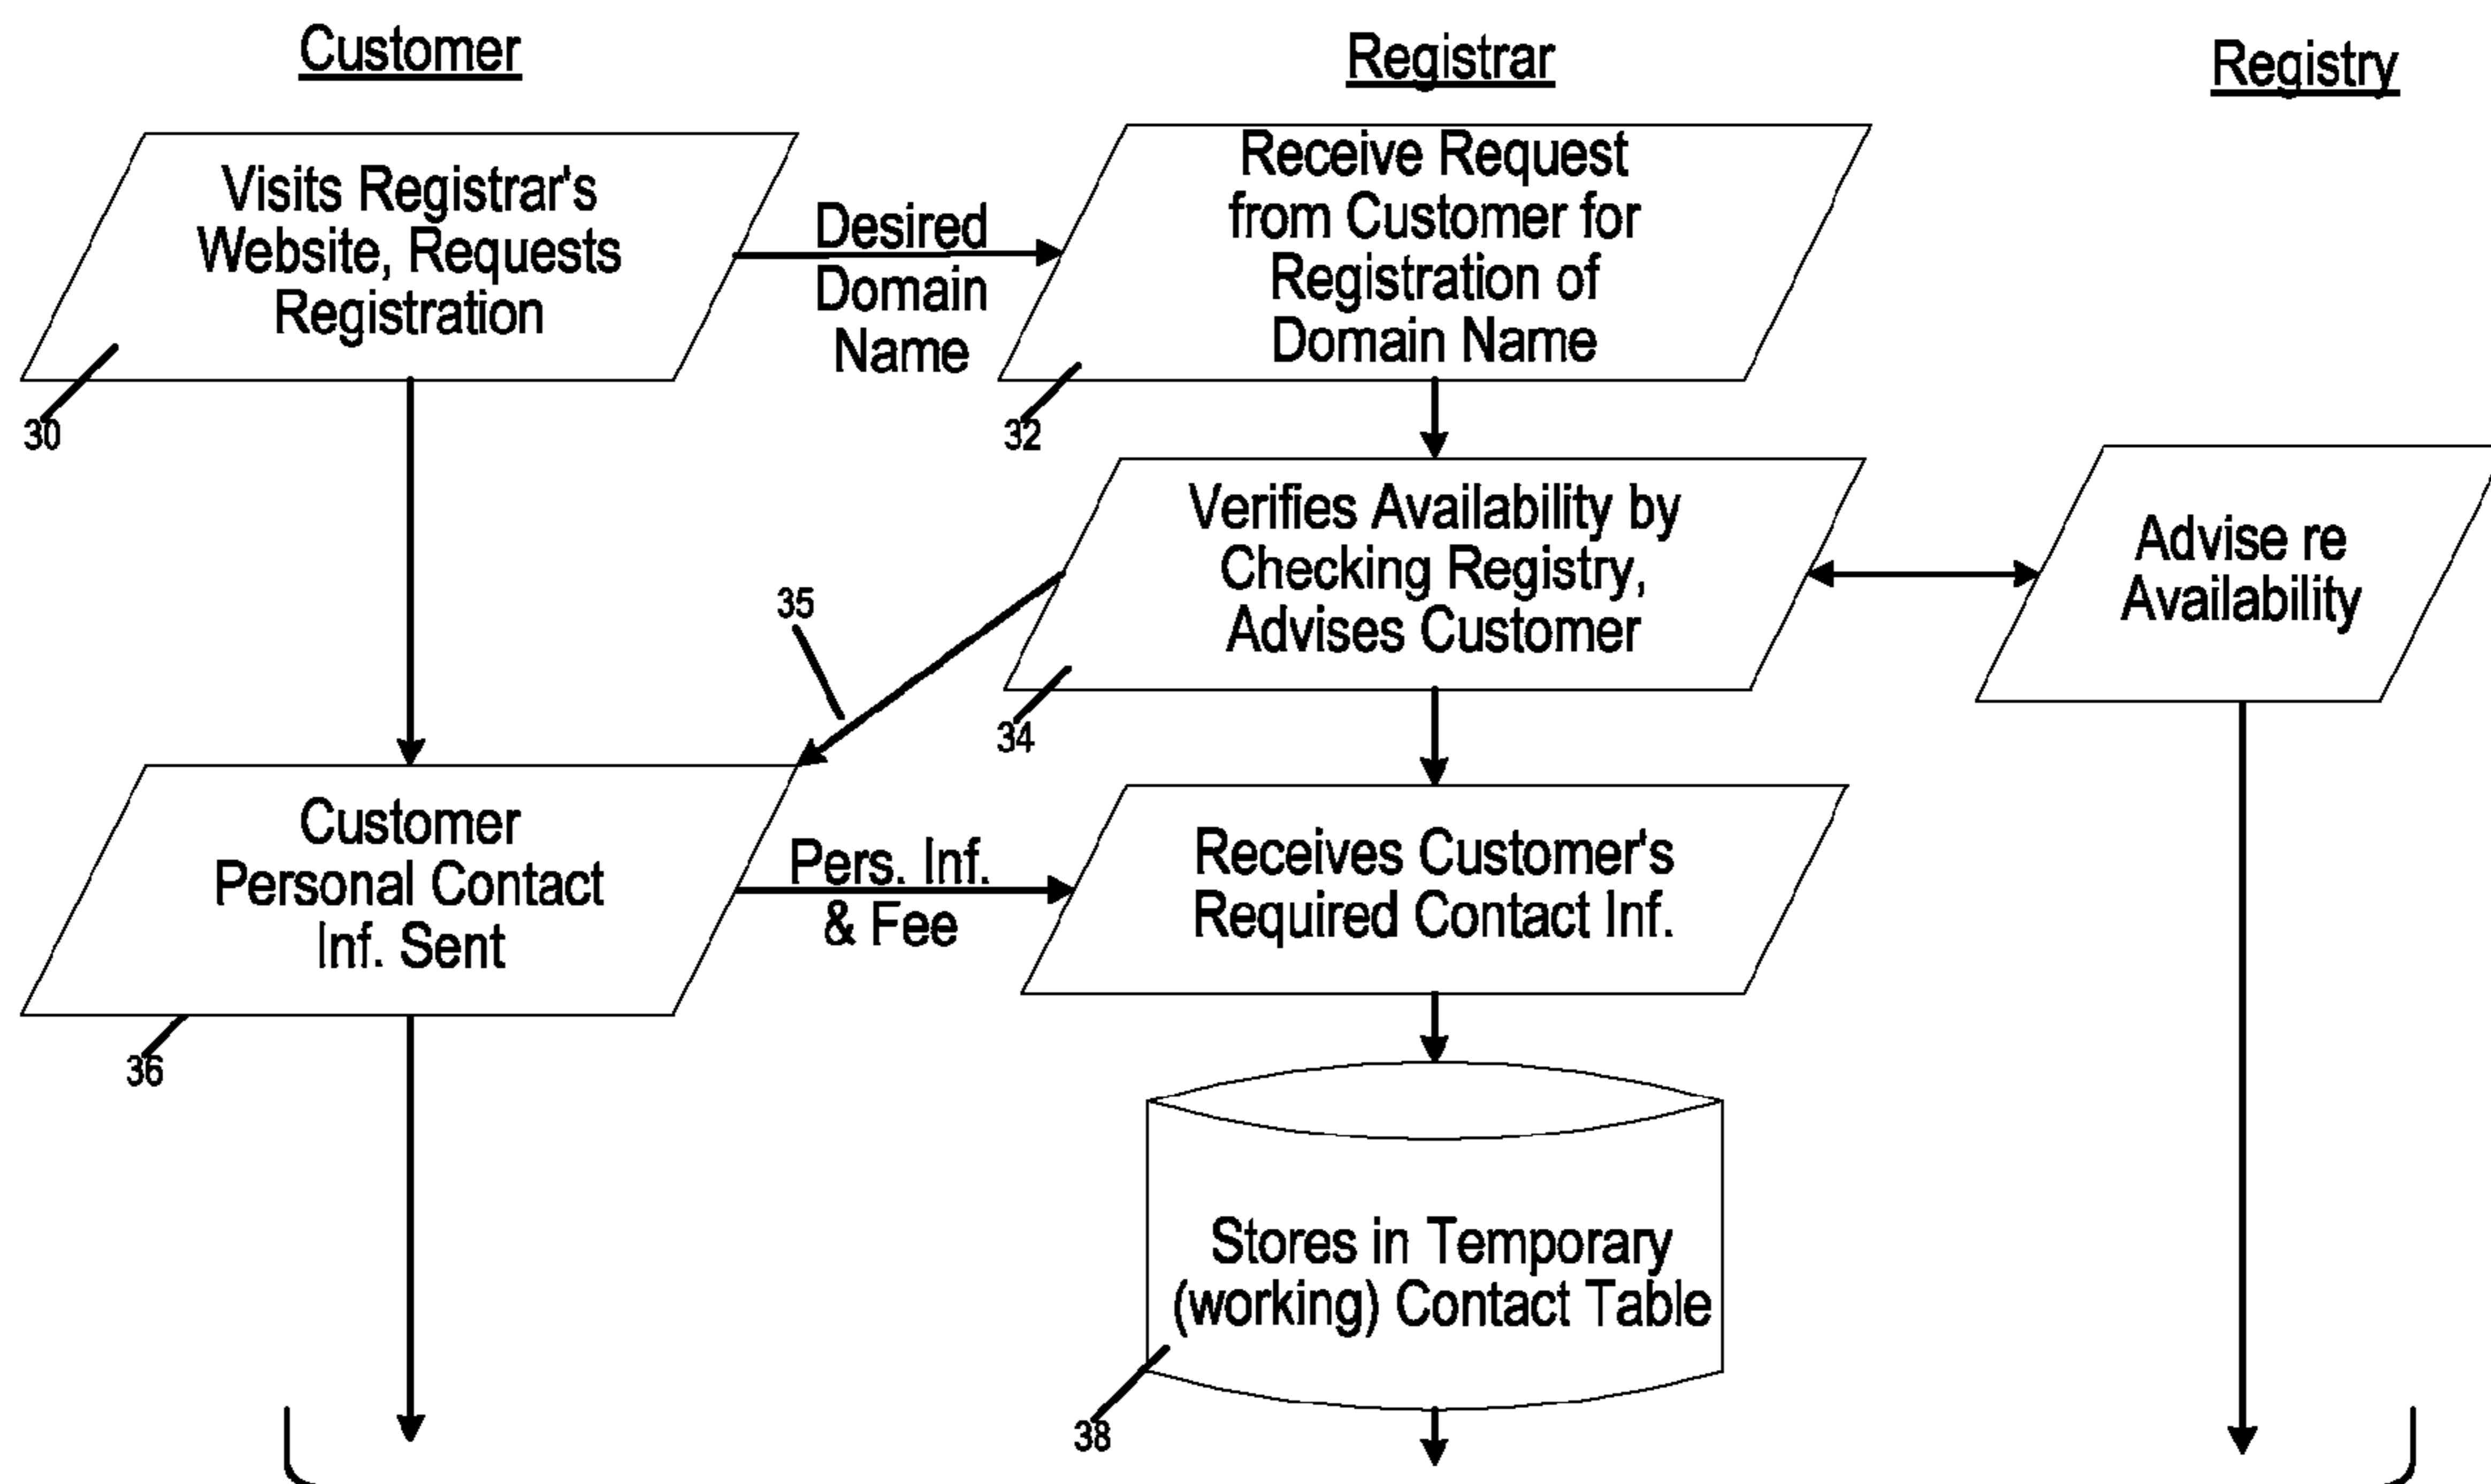 Customer
Registrar
Registry
Visits Registrar's
Website, Requests
Registration
30
Desired
Domain
Name
Receive Request
from Customer for
Registration of
Domain Name
32
Verifies Availability by
Checking Registry,
Advises Customer
34
Advise re
Availability
35
Customer
Personal Contact
Inf. Sent
36
Pers. Inf.
& Fee
Receives Customer's
Required Contact Inf.
Stores in Temporary
(working) Contact Table
38